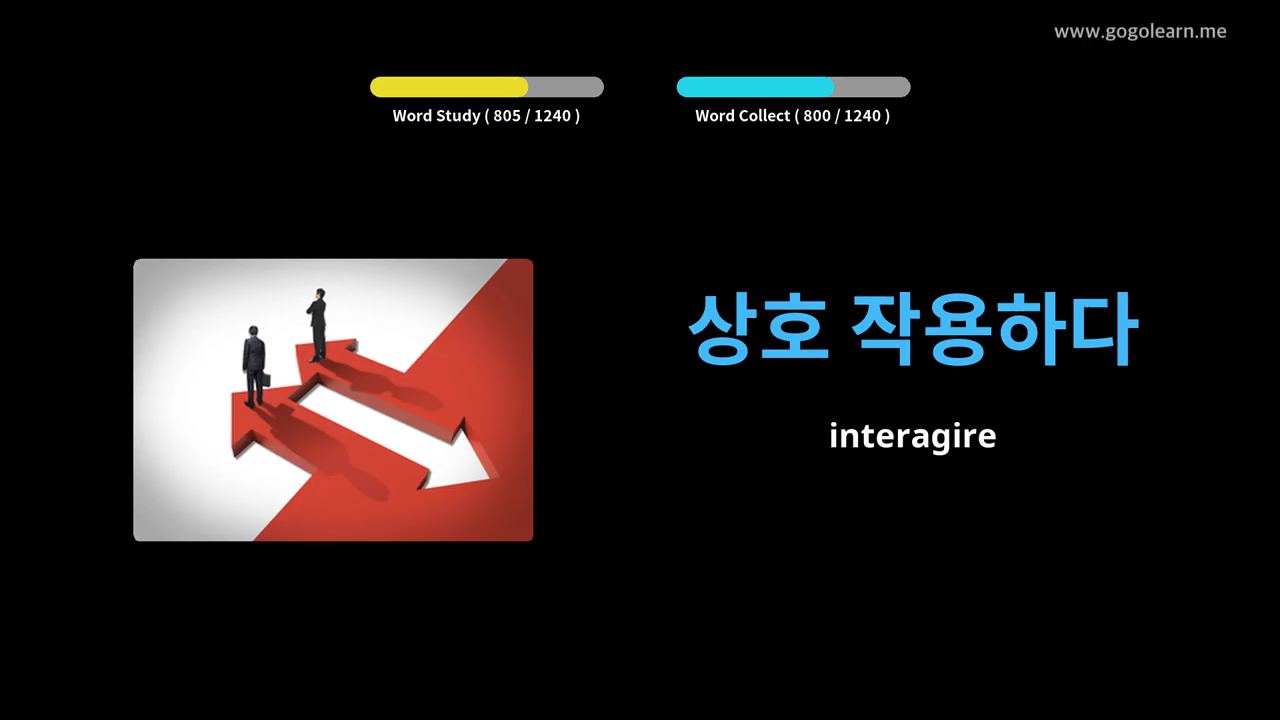 www.gogolearn.me
Word Study ( 805 / 1240 )
Word Collect ( 800 / 1240 )
상호 작용하다
interagire